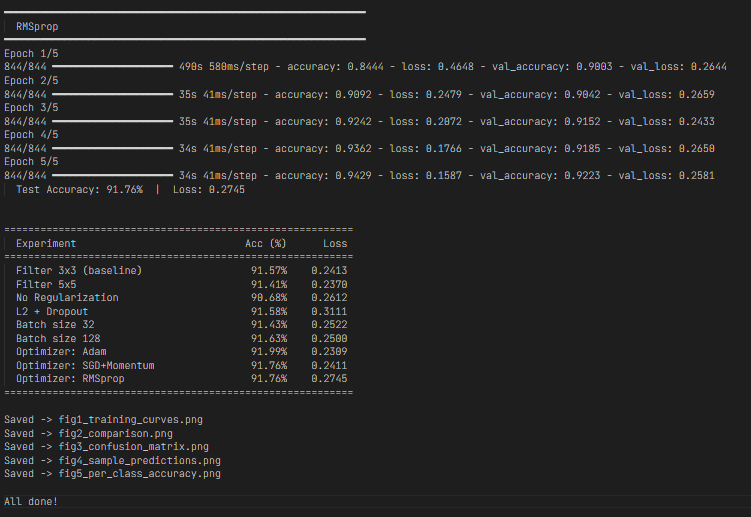 RMSprop
Epoch 1/5
844/844 ━━━━━━━━━━━━━━━━━━━━ 490s 580ms/step - accuracy: 0.8444 - loss: 0.4648 - val_accuracy: 0.9003 - val_loss: 0.2644
Epoch 2/5
844/844 ━━━━━━━━━━━━━━━━━━━━ 35s 41ms/step - accuracy: 0.9092 - loss: 0.2479 - val_accuracy: 0.9042 - val_loss: 0.2659
Epoch 3/5
844/844 ━━━━━━━━━━━━━━━━━━━━ 35s 41ms/step - accuracy: 0.9242 - loss: 0.2072 - val_accuracy: 0.9152 - val_loss: 0.2433
Epoch 4/5
844/844 ━━━━━━━━━━━━━━━━━━━━ 34s 41ms/step - accuracy: 0.9362 - loss: 0.1766 - val_accuracy: 0.9185 - val_loss: 0.2650
Epoch 5/5
844/844 ━━━━━━━━━━━━━━━━━━━━ 34s 41ms/step - accuracy: 0.9429 - loss: 0.1587 - val_accuracy: 0.9223 - val_loss: 0.2581
Test Accuracy: 91.76% | Loss: 0.2745
==========================================================
Experiment Acc (%) Loss
==========================================================
Filter 3x3 (baseline) 91.57% 0.2413
Filter 5x5 91.41% 0.2370
No Regularization 90.68% 0.2612
L2 + Dropout 91.58% 0.3111
Batch size 32 91.43% 0.2522
Batch size 128 91.63% 0.2500
Optimizer: Adam 91.99% 0.2309
Optimizer: SGD+Momentum 91.76% 0.2411
Optimizer: RMSprop 91.76% 0.2745
==========================================================
Saved -> fig1_training_curves.png
Saved -> fig2_comparison.png
Saved -> fig3_confusion_matrix.png
Saved -> fig4_sample_predictions.png
Saved -> fig5_per_class_accuracy.png
All done!